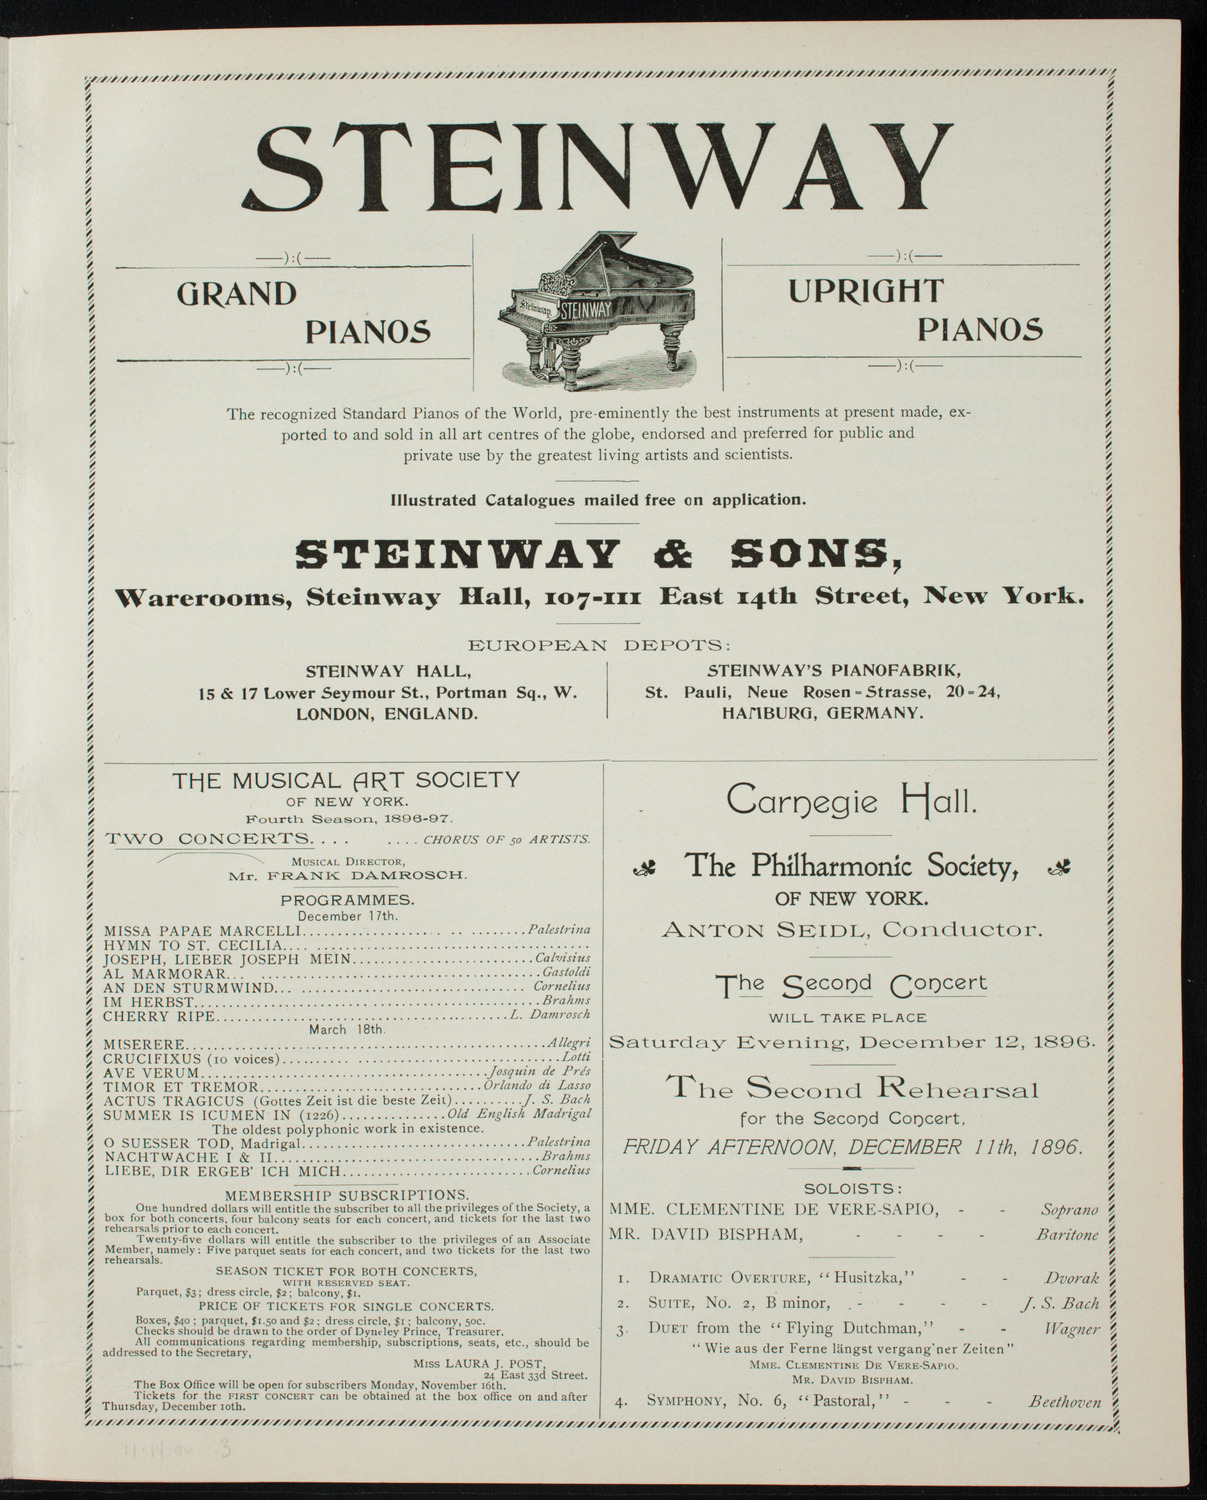 STEINWAY
—):(—
GRAND
PIANOS
—):(—
Steinway
STEINWAY
—):(—
UPRIGHT
PIANOS
—):(—
The recognized Standard Pianos of the World, pre-eminently the best instruments at present made, ex-
ported to and sold in all art centres of the globe, endorsed and preferred for public and
private use by the greatest living artists and scientists.
Illustrated Catalogues mailed free on application.
STEINWAY & SONS,
Warerooms, Steinway Hall, 107-111 East 14th Street, New York.
EUROPEAN DEPOTS:
STEINWAY HALL,
15 & 17 Lower Seymour St., Portman Sq., W.
LONDON, ENGLAND.
STEINWAY'S PIANOFABRIK,
St. Pauli, Neue Rosen-Strasse, 20-24,
HAMBURG, GERMANY.
THE MUSICAL ART SOCIETY
OF NEW YORK.
Fourth Season, 1896-97.
TWO CONCERTS. . . . . . . . CHORUS OF 50 ARTISTS.
MUSICAL DIRECTOR,
Mr. FRANK DAMROSCH.
PROGRAMMES.
December 17th.
MISSA PAPAE MARCELLI........................Palestrina
HYMN TO ST. CECILIA........................
JOSEPH, LIEBER JOSEPH MEIN........................Calvisius
AL MARMORAR........................Gastoldi
AN DEN STURMWIND........................Cornelius
IM HERBST........................Brahms
CHERRY RIPE........................L. Damrosch
March 18th.
MISERERE........................Allegri
CRUCIFIXUS (10 voices)........................Lotti
AVE VERUM........................Josquin de Prés
TIMOR ET TREMOR........................Orlando di Lasso
ACTUS TRAGICUS (Gottes Zeit ist die beste Zeit)..........J. S. Bach
SUMMER IS ICUMEN IN (1226)...............Old English Madrigal
The oldest polyphonic work in existence.
O SUESSER TOD, Madrigal........................Palestrina
NACHTWACHE I & II........................Brahms
LIEBE, DIR ERGEB' ICH MICH........................Cornelius
MEMBERSHIP SUBSCRIPTIONS.
One hundred dollars will entitle the subscriber to all the privileges of the Society, a
box for both concerts, four balcony seats for each concert, and tickets for the last two
rehearsals prior to each concert.
Twenty-five dollars will entitle the subscriber to the privileges of an Associate
Member, namely: Five parquet seats for each concert, and two tickets for the last two
rehearsals.
SEASON TICKET FOR BOTH CONCERTS,
WITH RESERVED SEAT.
Parquet, $3; dress circle, $2; balcony, $1.
PRICE OF TICKETS FOR SINGLE CONCERTS.
Boxes, $40; parquet, $1.50 and $2; dress circle, $1; balcony, 50c.
Checks should be drawn to the order of Dyneley Prince, Treasurer.
All communications regarding membership, subscriptions, seats, etc., should be
addressed to the Secretary,
Miss LAURA J. POST,
24 East 33d Street.
The Box Office will be open for subscribers Monday, November 16th.
Tickets for the FIRST CONCERT can be obtained at the box office on and after
Thursday, December 10th.
Carnegie Hall.
The Philharmonic Society,
OF NEW YORK.
ANTON SEIDL, Conductor.
The Second Concert
WILL TAKE PLACE
Saturday Evening, December 12, 1896.
The Second Rehearsal
for the Second Concert,
FRIDAY AFTERNOON, DECEMBER 11th, 1896.
SOLOISTS:
MME. CLEMENTINE DE VERE-SAPIO, - - Soprano
MR. DAVID BISPHAM, - - - - Baritone
1. DRAMATIC OVERTURE, "Husitzka," - - Dvorak
2. SUITE, No. 2, B minor, - - - - J. S. Bach
3. DUET from the "Flying Dutchman," - - Wagner
"Wie aus der Ferne längst vergang'ner Zeiten"
MME. CLEMENTINE DE VERE-SAPIO.
MR. DAVID BISPHAM.
4. SYMPHONY, No. 6, "Pastoral," - - - Beethoven